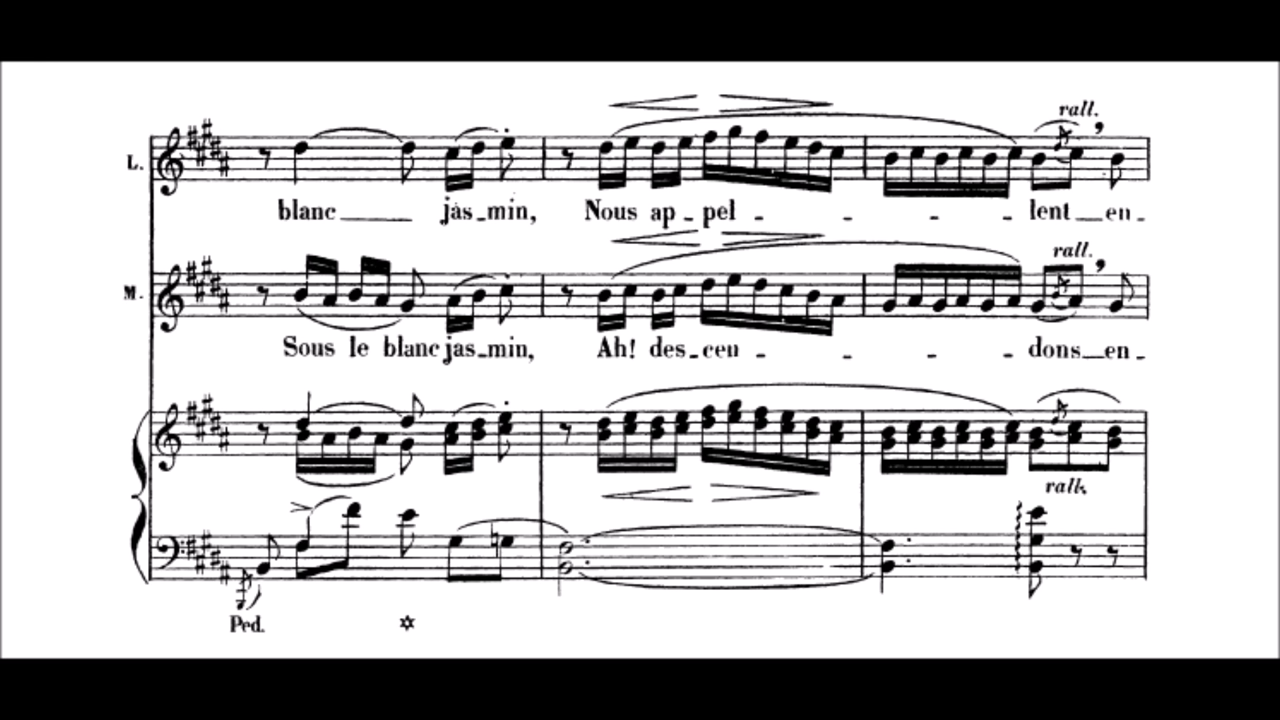 rall.
L.
blanc jas-min, Nous ap-pel - - - lent en-
rall.
M.
Sous le blanc jas-min, Ah! des-cen - - - dons en-
rall.
Ped.